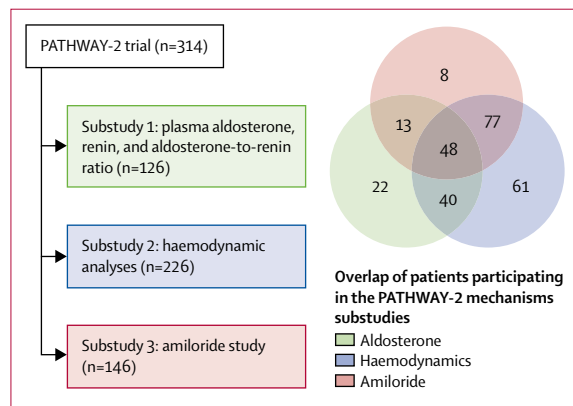 PATHWAY-2 trial (n=314)
Substudy 1: plasma aldosterone,
renin, and aldosterone-to-renin
ratio (n=126)
Substudy 2: haemodynamic
analyses (n=226)
Substudy 3: amiloride study
(n=146)
8
13
77
48
22
40
61
Overlap of patients participating
in the PATHWAY-2 mechanisms
substudies
Aldosterone
Haemodynamics
Amiloride